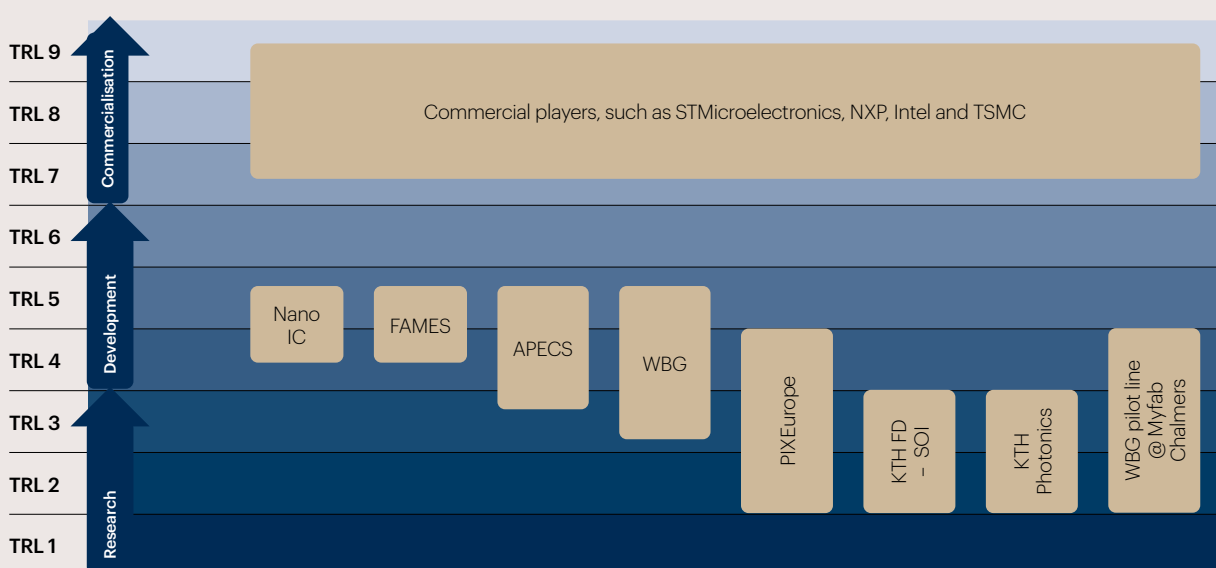 TRL 9
TRL 8
TRL 7
TRL 6
TRL 5
TRL 4
TRL 3
TRL 2
TRL 1
Commercialisation
Development
Research
Commercial players, such as STMicroelectronics, NXP, Intel and TSMC
Nano
IC
FAMES
APECS
WBG
PIXEurope
KTH FD
– SOI
KTH
Photonics
WBG pilot line
@ Myfab
Chalmers